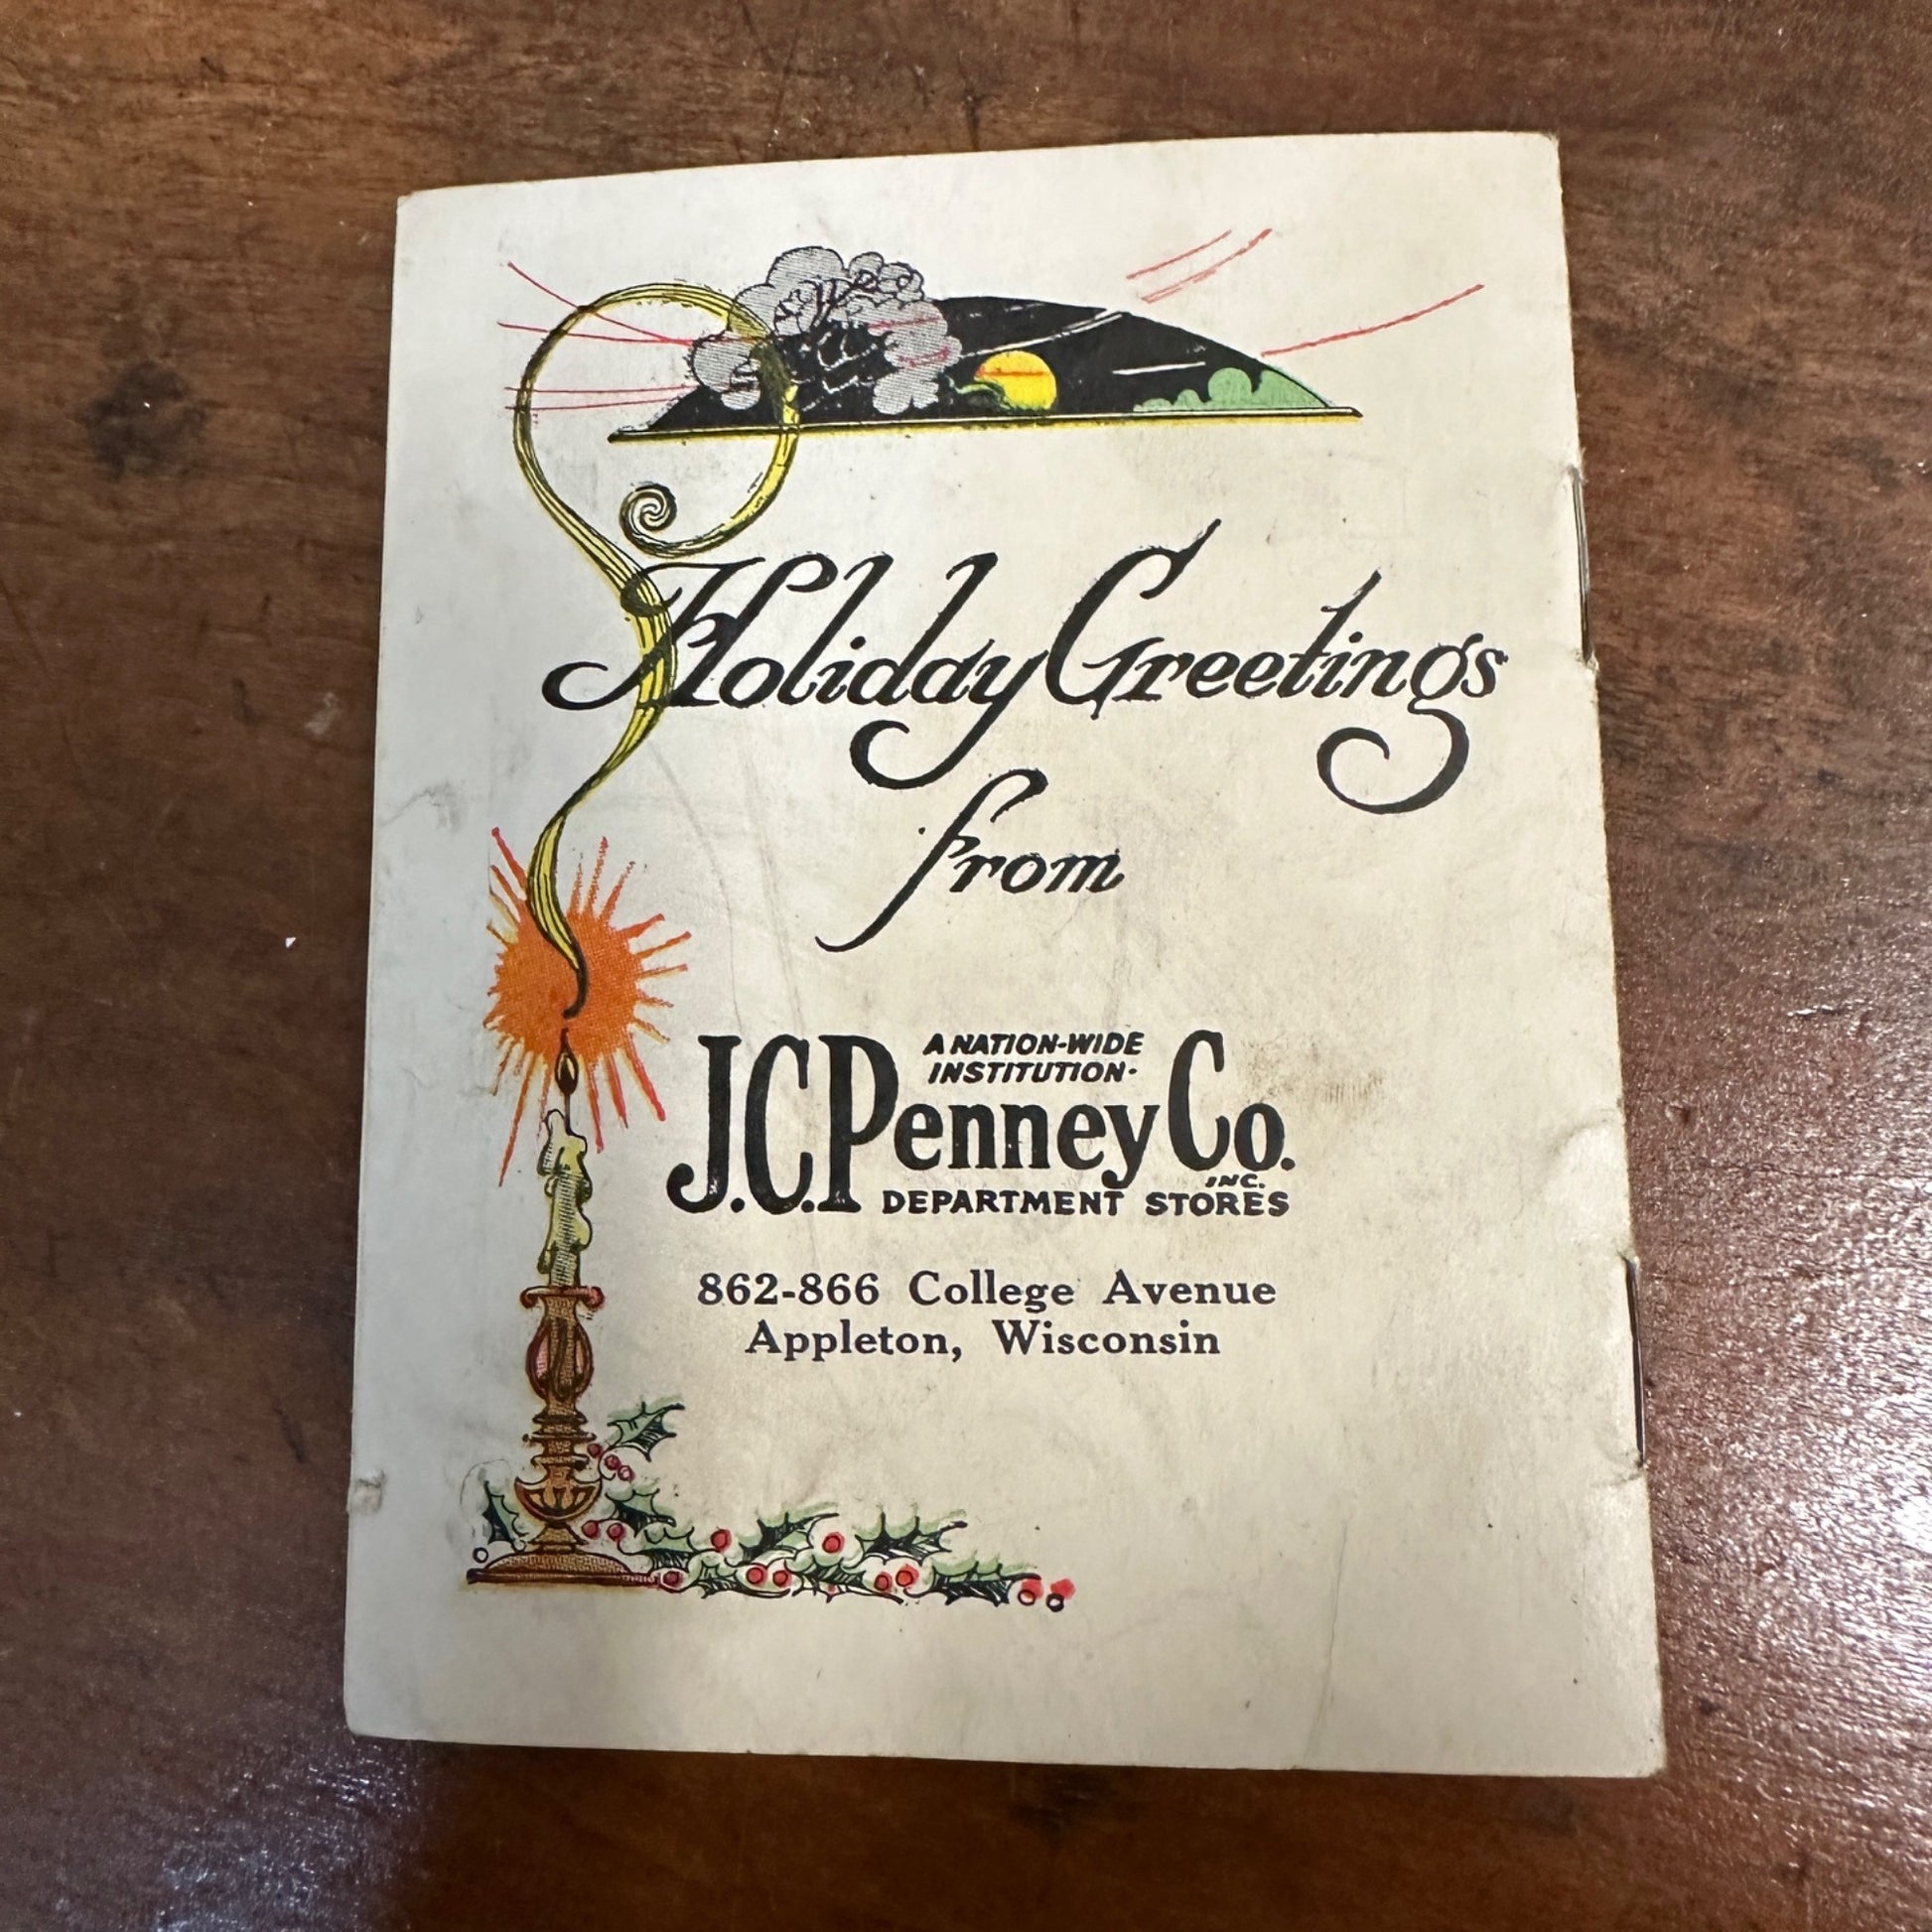 Holiday Greetings
from
A NATION-WIDE
INSTITUTION-
J.C. Penney Co.
INC.
DEPARTMENT STORES
862-866 College Avenue
Appleton, Wisconsin